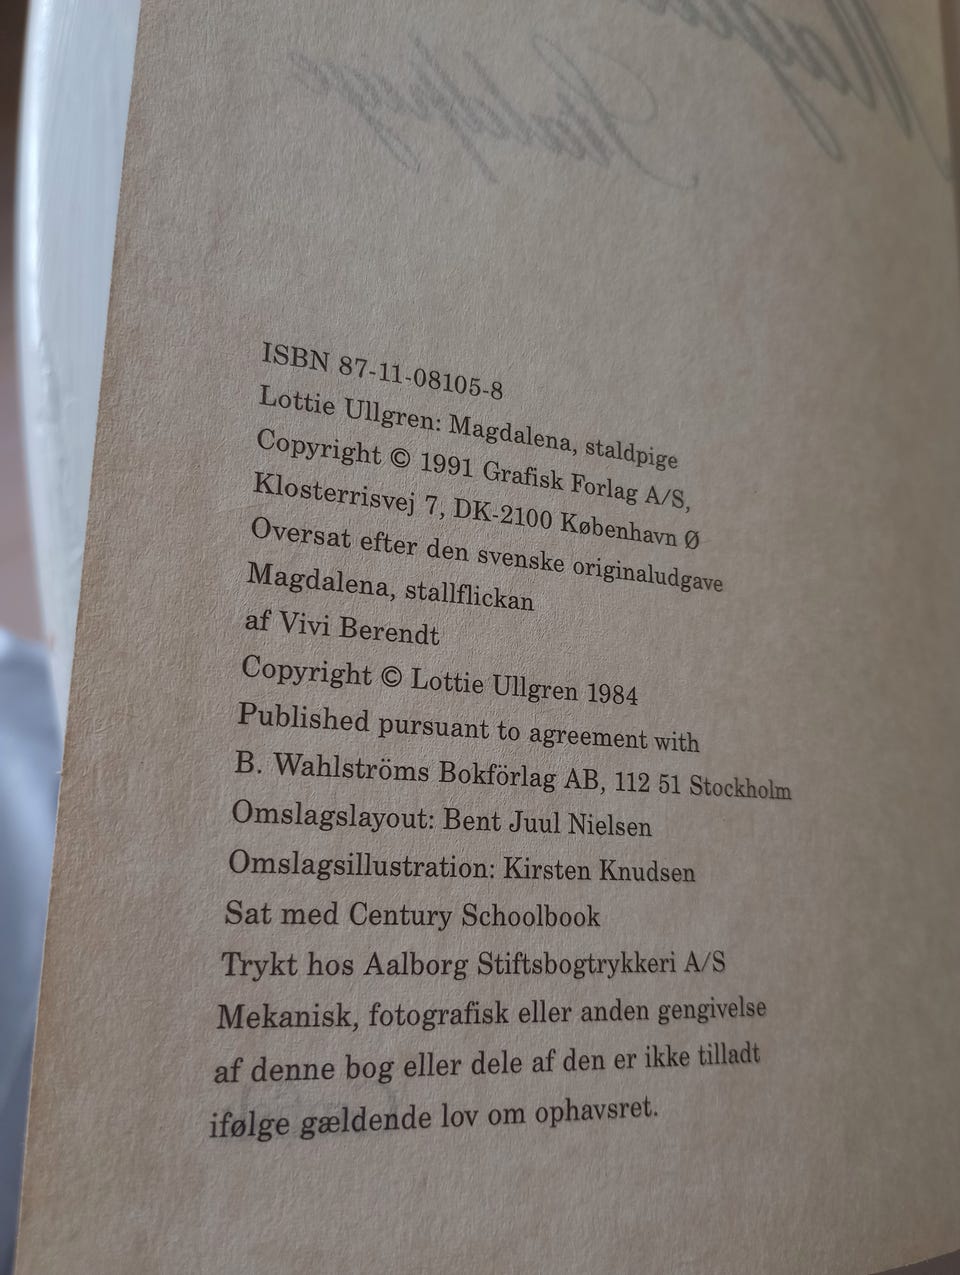 ISBN 87-11-08105-8
Lottie Ullgren: Magdalena, staldpige
Copyright © 1991 Grafisk Forlag A/S,
Klosterrisvej 7, DK-2100 København Ø
Oversat efter den svenske originaludgave
Magdalena, stallflickan
af Vivi Berendt
Copyright © Lottie Ullgren 1984
Published pursuant to agreement with
B. Wahlströms Bokförlag AB, 112 51 Stockholm
Omslagslayout: Bent Juul Nielsen
Omslagsillustration: Kirsten Knudsen
Sat med Century Schoolbook
Trykt hos Aalborg Stiftsbogtrykkeri A/S
Mekanisk, fotografisk eller anden gengivelse
af denne bog eller dele af den er ikke tilladt
ifølge gældende lov om ophavsret.